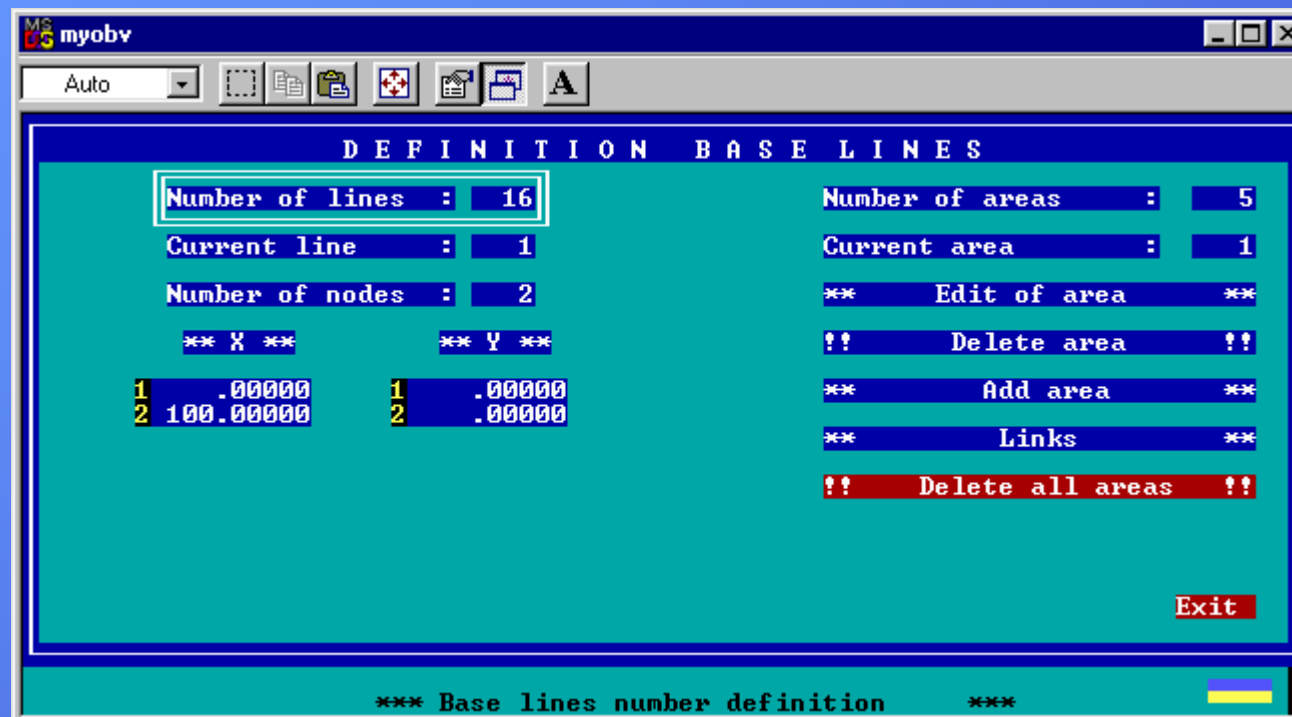 MS DOS myobv
Auto A
DEFINITION BASE LINES
Number of lines : 16 Number of areas : 5
Current line : 1 Current area : 1
Number of nodes : 2 ** Edit of area **
** X ** ** Y ** !! Delete area !!
1 .00000 1 .00000 ** Add area **
2 100.00000 2 .00000
** Links **
!! Delete all areas !!
Exit
*** Base lines number definition ***